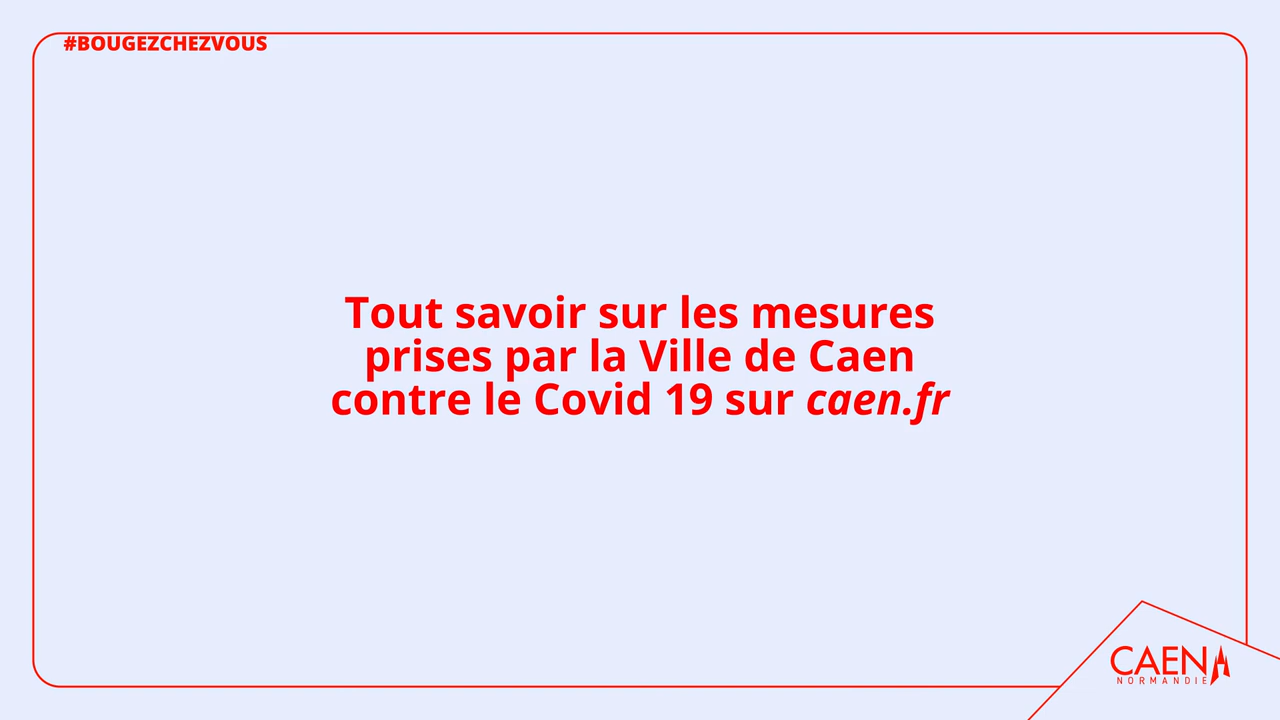 #BOUGEZCHEZVOUS
Tout savoir sur les mesures
prises par la Ville de Caen
contre le Covid 19 sur caen.fr
CAEN
NORMANDIE